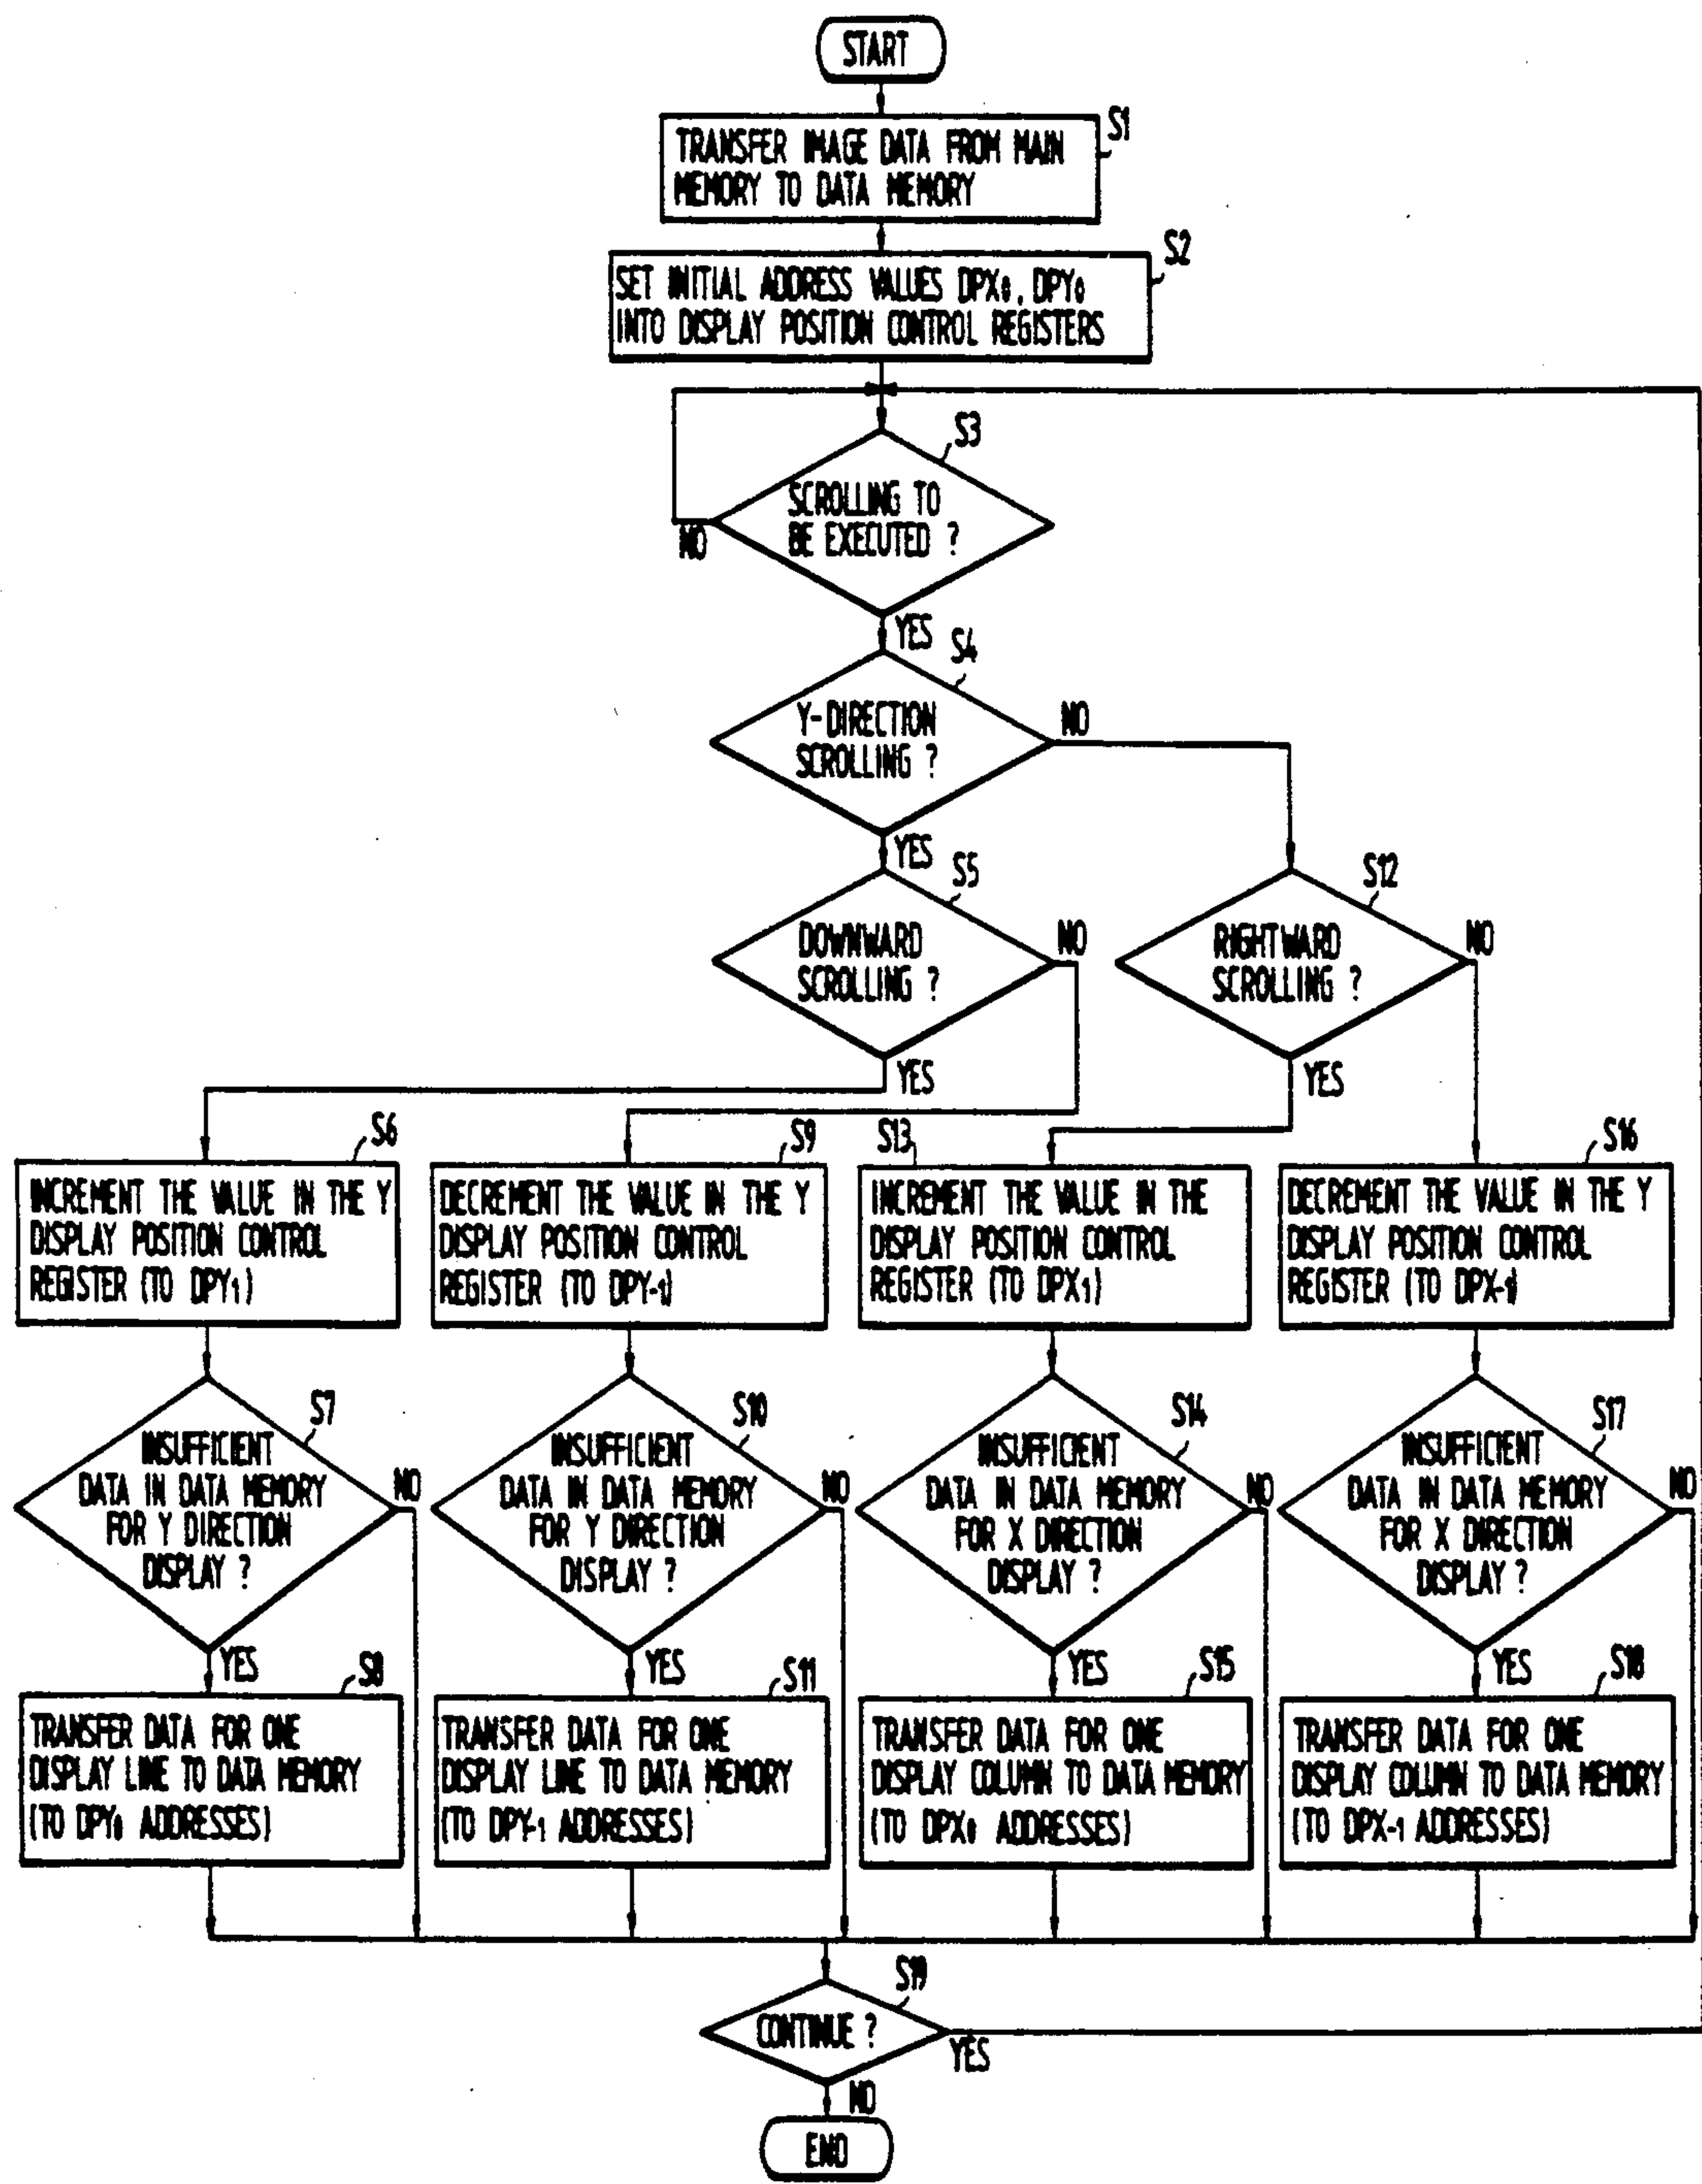 START
S1
TRANSFER IMAGE DATA FROM MAIN
MEMORY TO DATA MEMORY
S2
SET INITIAL ADDRESS VALUES DPX0, DPY0
INTO DISPLAY POSITION CONTROL REGISTERS
S3
SCROLLING TO
BE EXECUTED ?
NO
YES
S4
Y-DIRECTION
SCROLLING ?
NO
YES
S5
DOWNWARD
SCROLLING ?
NO
YES
S12
RIGHTWARD
SCROLLING ?
NO
YES
S6
INCREMENT THE VALUE IN THE Y
DISPLAY POSITION CONTROL
REGISTER (TO DPY1)
S9
DECREMENT THE VALUE IN THE Y
DISPLAY POSITION CONTROL
REGISTER (TO DPY-1)
S13
INCREMENT THE VALUE IN THE
DISPLAY POSITION CONTROL
REGISTER (TO DPX1)
S16
DECREMENT THE VALUE IN THE Y
DISPLAY POSITION CONTROL
REGISTER (TO DPX-1)
S7
INSUFFICIENT
DATA IN DATA MEMORY
FOR Y DIRECTION
DISPLAY ?
NO
YES
S10
INSUFFICIENT
DATA IN DATA MEMORY
FOR Y DIRECTION
DISPLAY ?
NO
YES
S14
INSUFFICIENT
DATA IN DATA MEMORY
FOR X DIRECTION
DISPLAY ?
NO
YES
S17
INSUFFICIENT
DATA IN DATA MEMORY
FOR X DIRECTION
DISPLAY ?
NO
YES
S8
TRANSFER DATA FOR ONE
DISPLAY LINE TO DATA MEMORY
(TO DPY0 ADDRESSES)
S11
TRANSFER DATA FOR ONE
DISPLAY LINE TO DATA MEMORY
(TO DPY-1 ADDRESSES)
S15
TRANSFER DATA FOR ONE
DISPLAY COLUMN TO DATA MEMORY
(TO DPX0 ADDRESSES)
S18
TRANSFER DATA FOR ONE
DISPLAY COLUMN TO DATA MEMORY
(TO DPX-1 ADDRESSES)
S19
CONTINUE ?
YES
NO
END